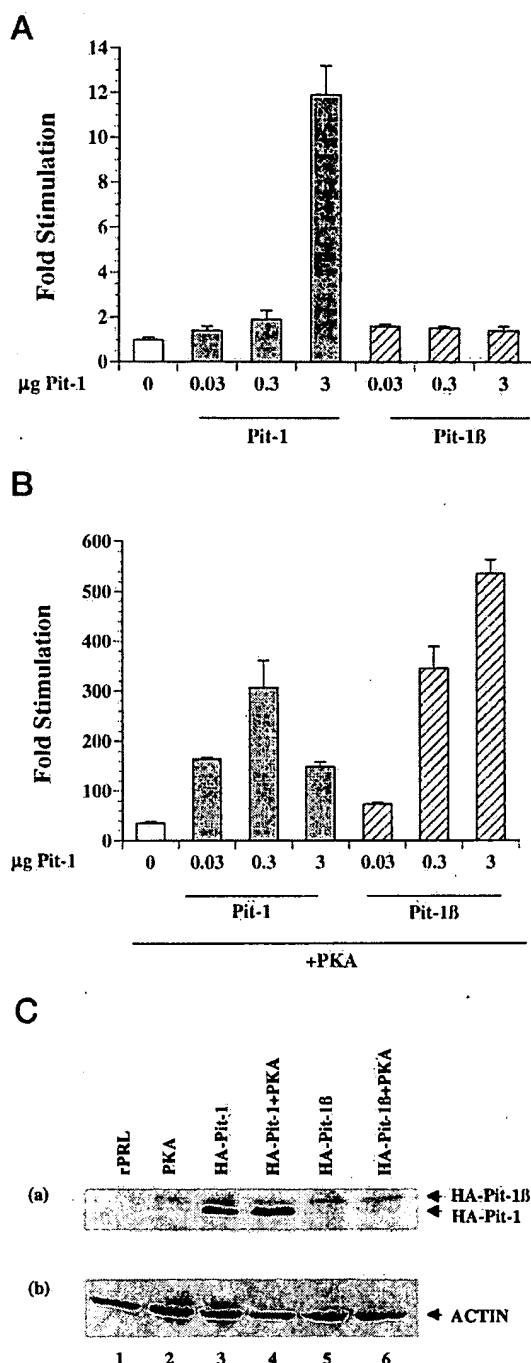 A
14
12
10
8
6
4
2
0
Fold Stimulation
µg Pit-1 0 0.03 0.3 3 0.03 0.3 3
Pit-1 Pit-1ß
B
600
500
400
300
200
100
0
Fold Stimulation
µg Pit-1 0 0.03 0.3 3 0.03 0.3 3
Pit-1 Pit-1ß
+PKA
C
rPRL
PKA
HA-Pit-1
HA-Pit-1+PKA
HA-Pit-1ß
HA-Pit-1ß+PKA
(a)
HA-Pit-1ß
HA-Pit-1
(b)
ACTIN
1 2 3 4 5 6